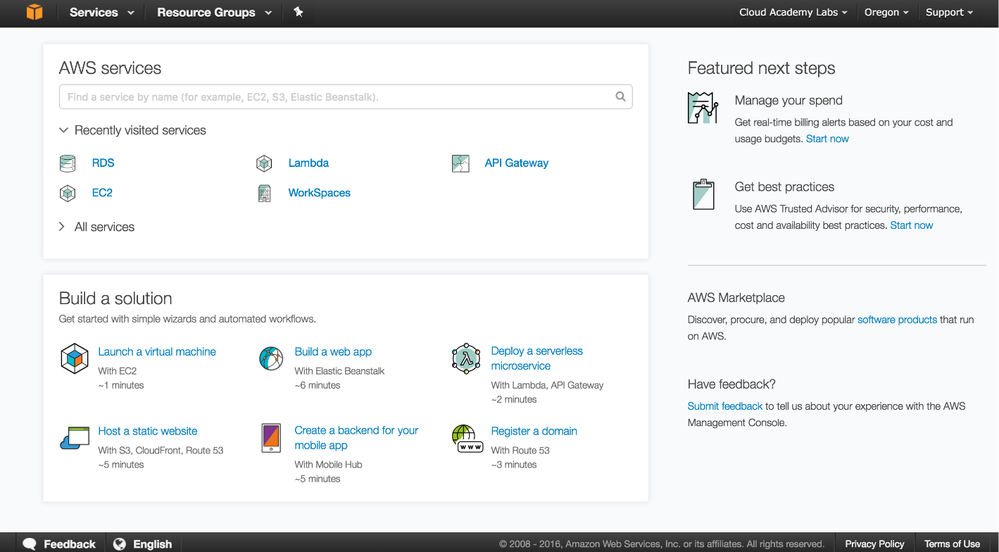 Services
Resource Groups
Cloud Academy Labs
Oregon
Support
AWS services
Find a service by name (for example, EC2, S3, Elastic Beanstalk).
Recently visited services
RDS
Lambda
API Gateway
EC2
WorkSpaces
All services
Build a solution
Get started with simple wizards and automated workflows.
Launch a virtual machine
With EC2
~1 minutes
Build a web app
With Elastic Beanstalk
~6 minutes
Deploy a serverless
microservice
With Lambda, API Gateway
~2 minutes
Host a static website
With S3, CloudFront, Route 53
~5 minutes
Create a backend for your
mobile app
With Mobile Hub
~5 minutes
www
Register a domain
With Route 53
~3 minutes
Featured next steps
Manage your spend
Get real-time billing alerts based on your cost and
usage budgets. Start now
Get best practices
Use AWS Trusted Advisor for security, performance,
cost and availability best practices. Start now
AWS Marketplace
Discover, procure, and deploy popular software products that run
on AWS.
Have feedback?
Submit feedback to tell us about your experience with the AWS
Management Console.
Feedback
English
© 2008 - 2016, Amazon Web Services, Inc. or its affiliates. All rights reserved.
Privacy Policy
Terms of Use